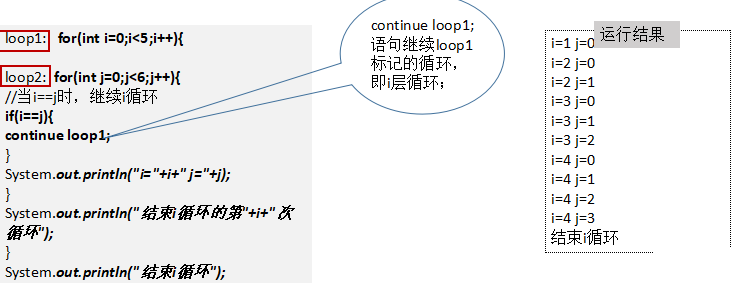 loop1: for(int i=0;i<5;i++){
loop2: for(int j=0;j<6;j++){
//当i==j时，继续i循环
if(i==j){
continue loop1;
}
System.out.println("i="+i+" j="+j);
}
System.out.println("结束i循环的第"+i+"次
循环");
}
System.out.println("结束i循环");
continue loop1;
语句继续loop1
标记的循环，
即i层循环；
运行结果
i=1 j=0
i=2 j=0
i=2 j=1
i=3 j=0
i=3 j=1
i=3 j=2
i=4 j=0
i=4 j=1
i=4 j=2
i=4 j=3
结束i循环